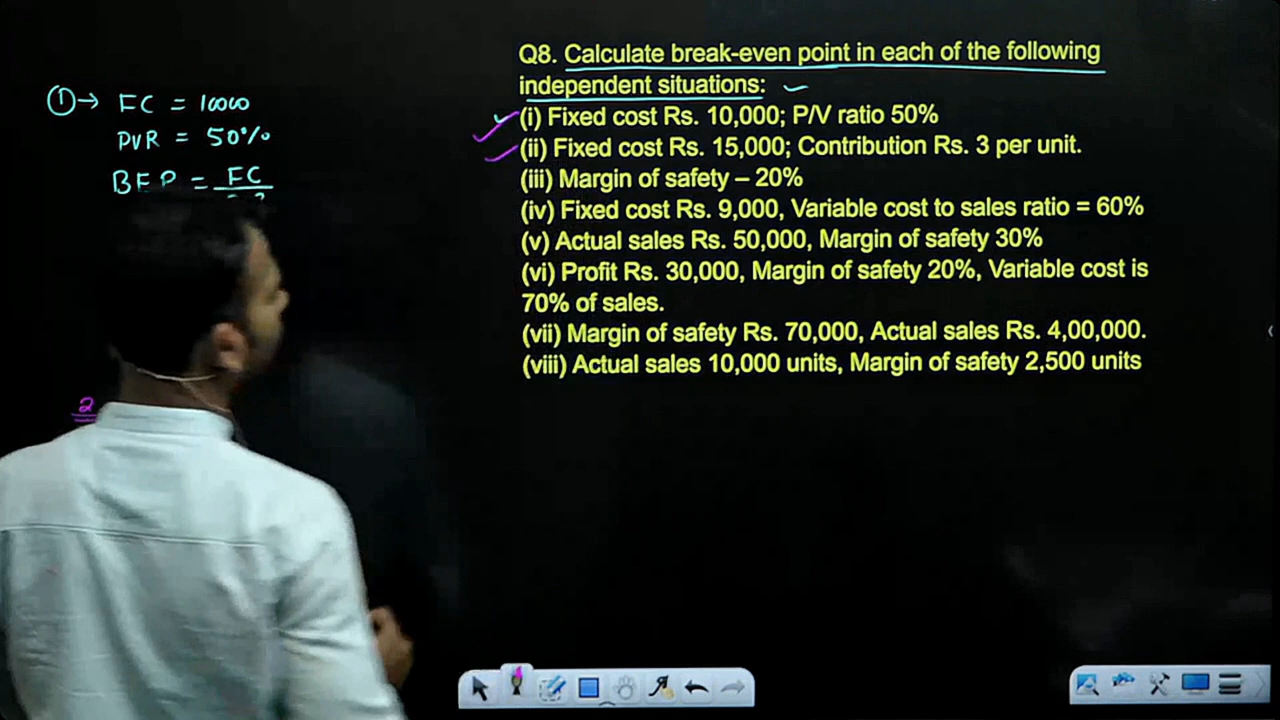 Q8. Calculate break-even point in each of the following
independent situations:
(i) Fixed cost Rs. 10,000; P/V ratio 50%
(ii) Fixed cost Rs. 15,000; Contribution Rs. 3 per unit.
(iii) Margin of safety – 20%
(iv) Fixed cost Rs. 9,000, Variable cost to sales ratio = 60%
(v) Actual sales Rs. 50,000, Margin of safety 30%
(vi) Profit Rs. 30,000, Margin of safety 20%, Variable cost is
70% of sales.
(vii) Margin of safety Rs. 70,000, Actual sales Rs. 4,00,000.
(viii) Actual sales 10,000 units, Margin of safety 2,500 units
① → FC = 10000
PVR = 50%
BEP = FC
2